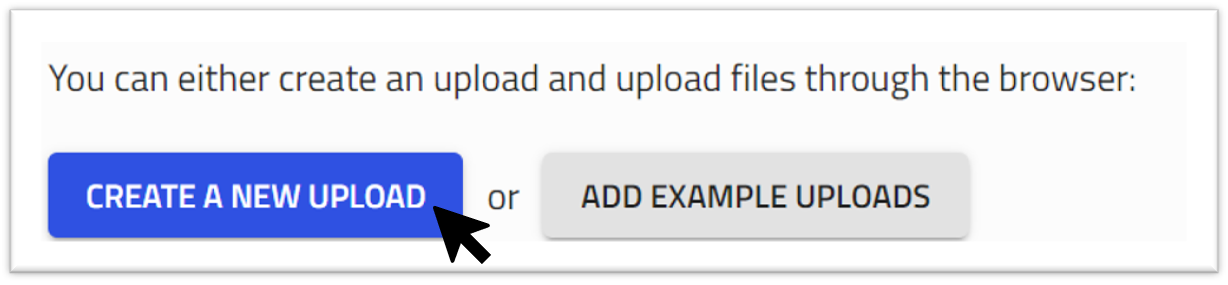 You can either create an upload and upload files through the browser:
CREATE A NEW UPLOAD or ADD EXAMPLE UPLOADS